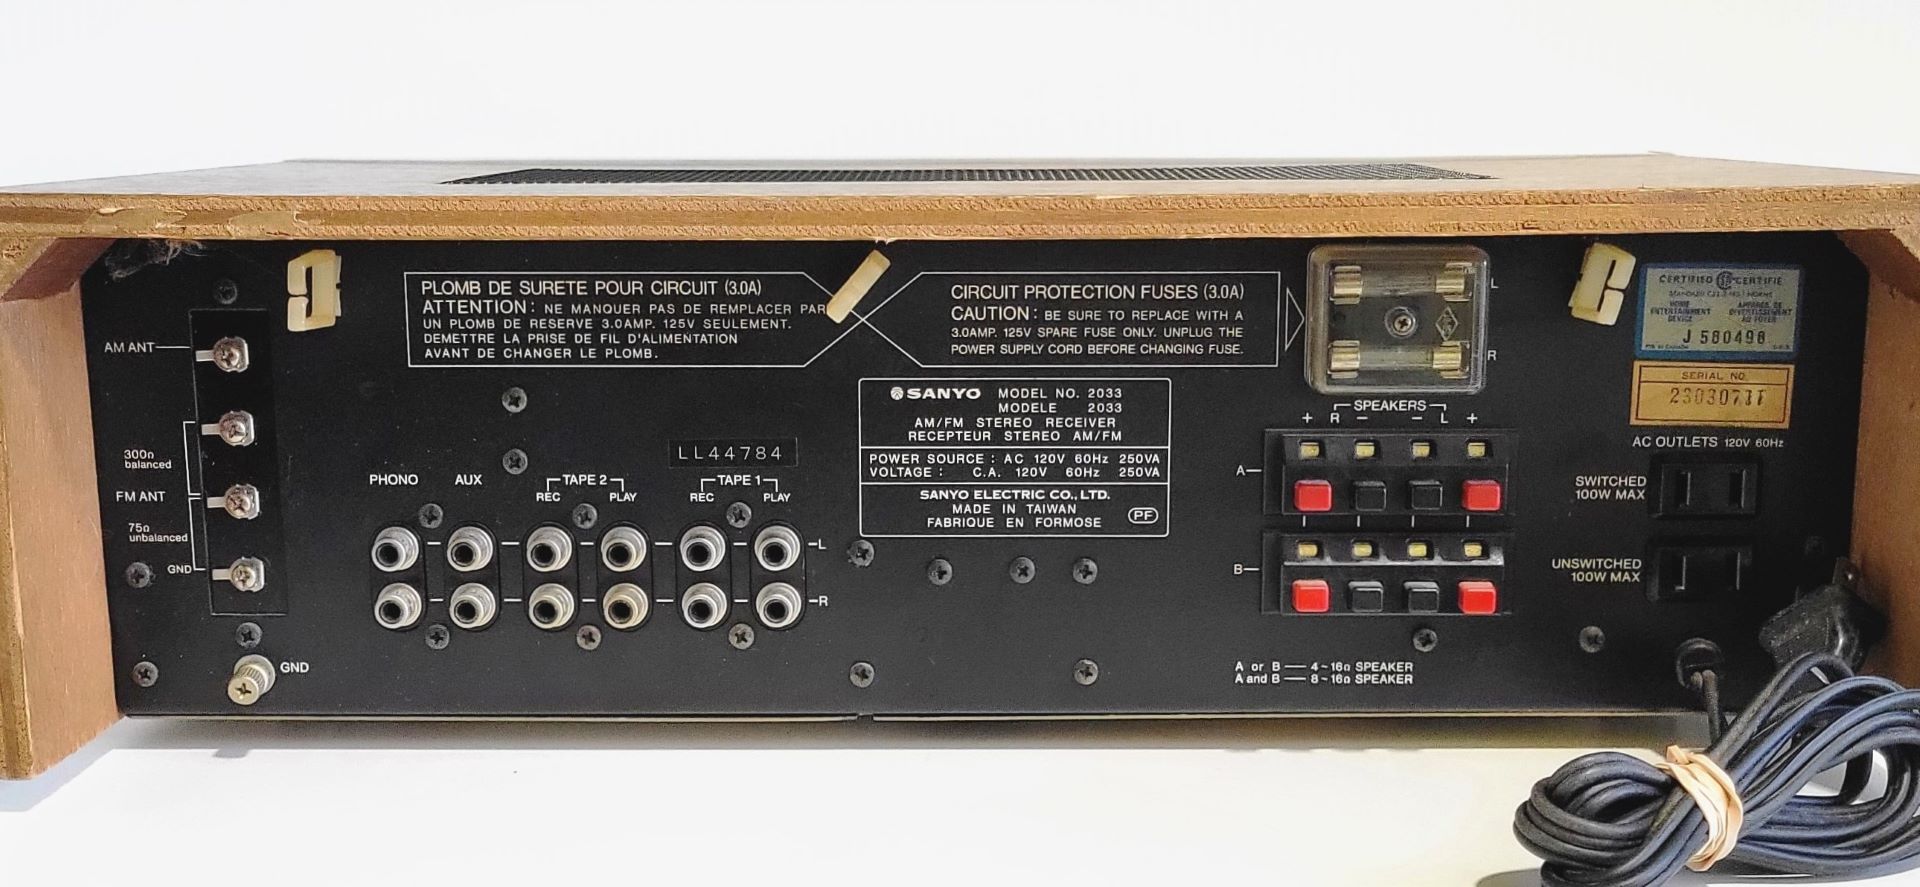 PLOMB DE SURETE POUR CIRCUIT (3.0A)
ATTENTION: NE MANQUER PAS DE REMPLACER PAR
UN PLOMB DE RESERVE 3.0AMP. 125V SEULEMENT.
DEMETTRE LA PRISE DE FIL D'ALIMENTATION
AVANT DE CHANGER LE PLOMB.
CIRCUIT PROTECTION FUSES (3.0A)
CAUTION: BE SURE TO REPLACE WITH A
3.0AMP. 125V SPARE FUSE ONLY. UNPLUG THE
POWER SUPPLY CORD BEFORE CHANGING FUSE.
L
R
CERTIFIED CERTIFIE
HOME
ENTERTAINMENT
DEVICE
J 580498
SERIAL NO.
AM ANT
300Ω
balanced
FM ANT
75Ω
unbalanced
GND
GND
SANYO MODEL NO. 2033
MODELE 2033
AM/FM STEREO RECEIVER
RECEPTEUR STEREO AM/FM
POWER SOURCE: AC 120V 60Hz 250VA
VOLTAGE: C.A. 120V 60Hz 250VA
SANYO ELECTRIC CO., LTD.
MADE IN TAIWAN
FABRIQUE EN FORMOSE
PF
LL44784
PHONO AUX TAPE 2 TAPE 1
REC PLAY REC PLAY
L
R
SPEAKERS
+ R − − L +
A
B
A or B — 4~16Ω SPEAKER
A and B — 8~16Ω SPEAKER
AC OUTLETS 120V 60Hz
SWITCHED
100W MAX
UNSWITCHED
100W MAX